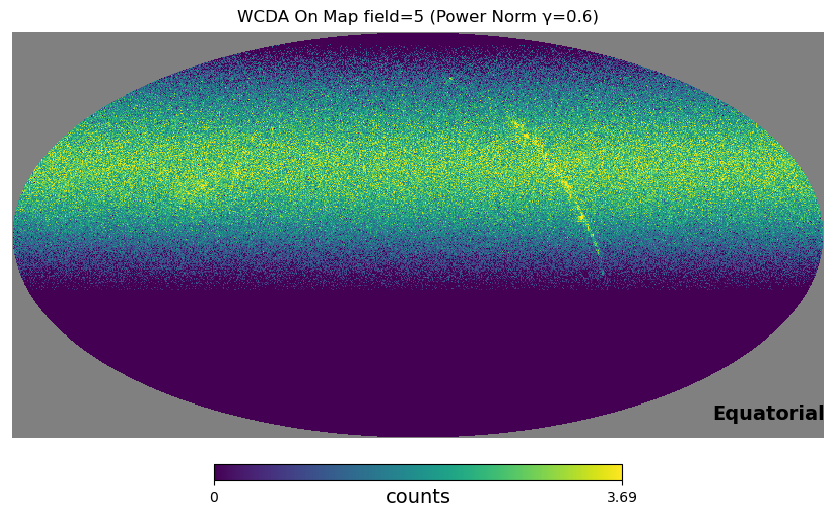 WCDA On Map field=5 (Power Norm γ=0.6)
Equatorial
0 counts 3.69